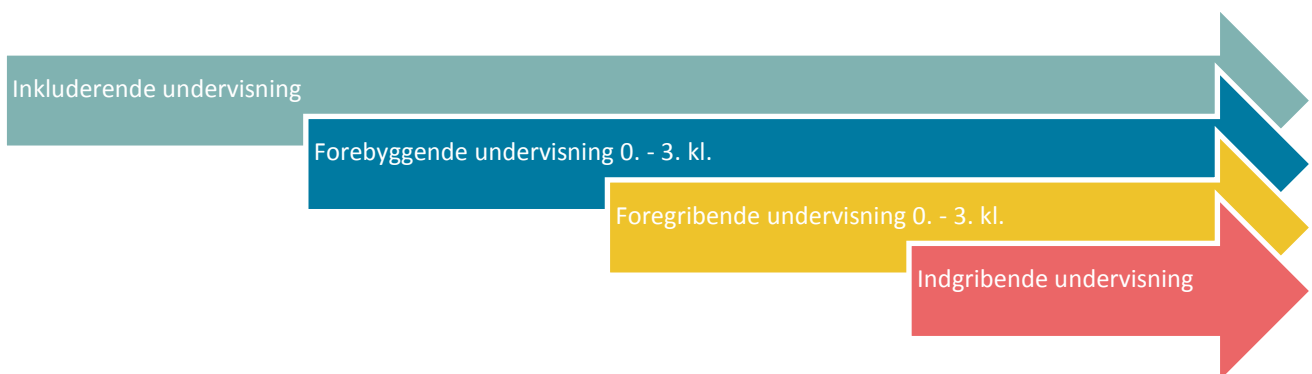 Inkluderende undervisning
Forebyggende undervisning 0. - 3. kl.
Foregribende undervisning 0. - 3. kl.
Indgribende undervisning